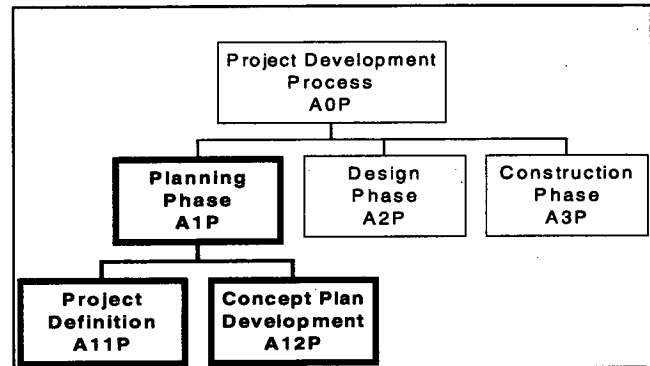 Project Development
Process
A0P
Planning
Phase
A1P
Design
Phase
A2P
Construction
Phase
A3P
Project
Definition
A11P
Concept Plan
Development
A12P